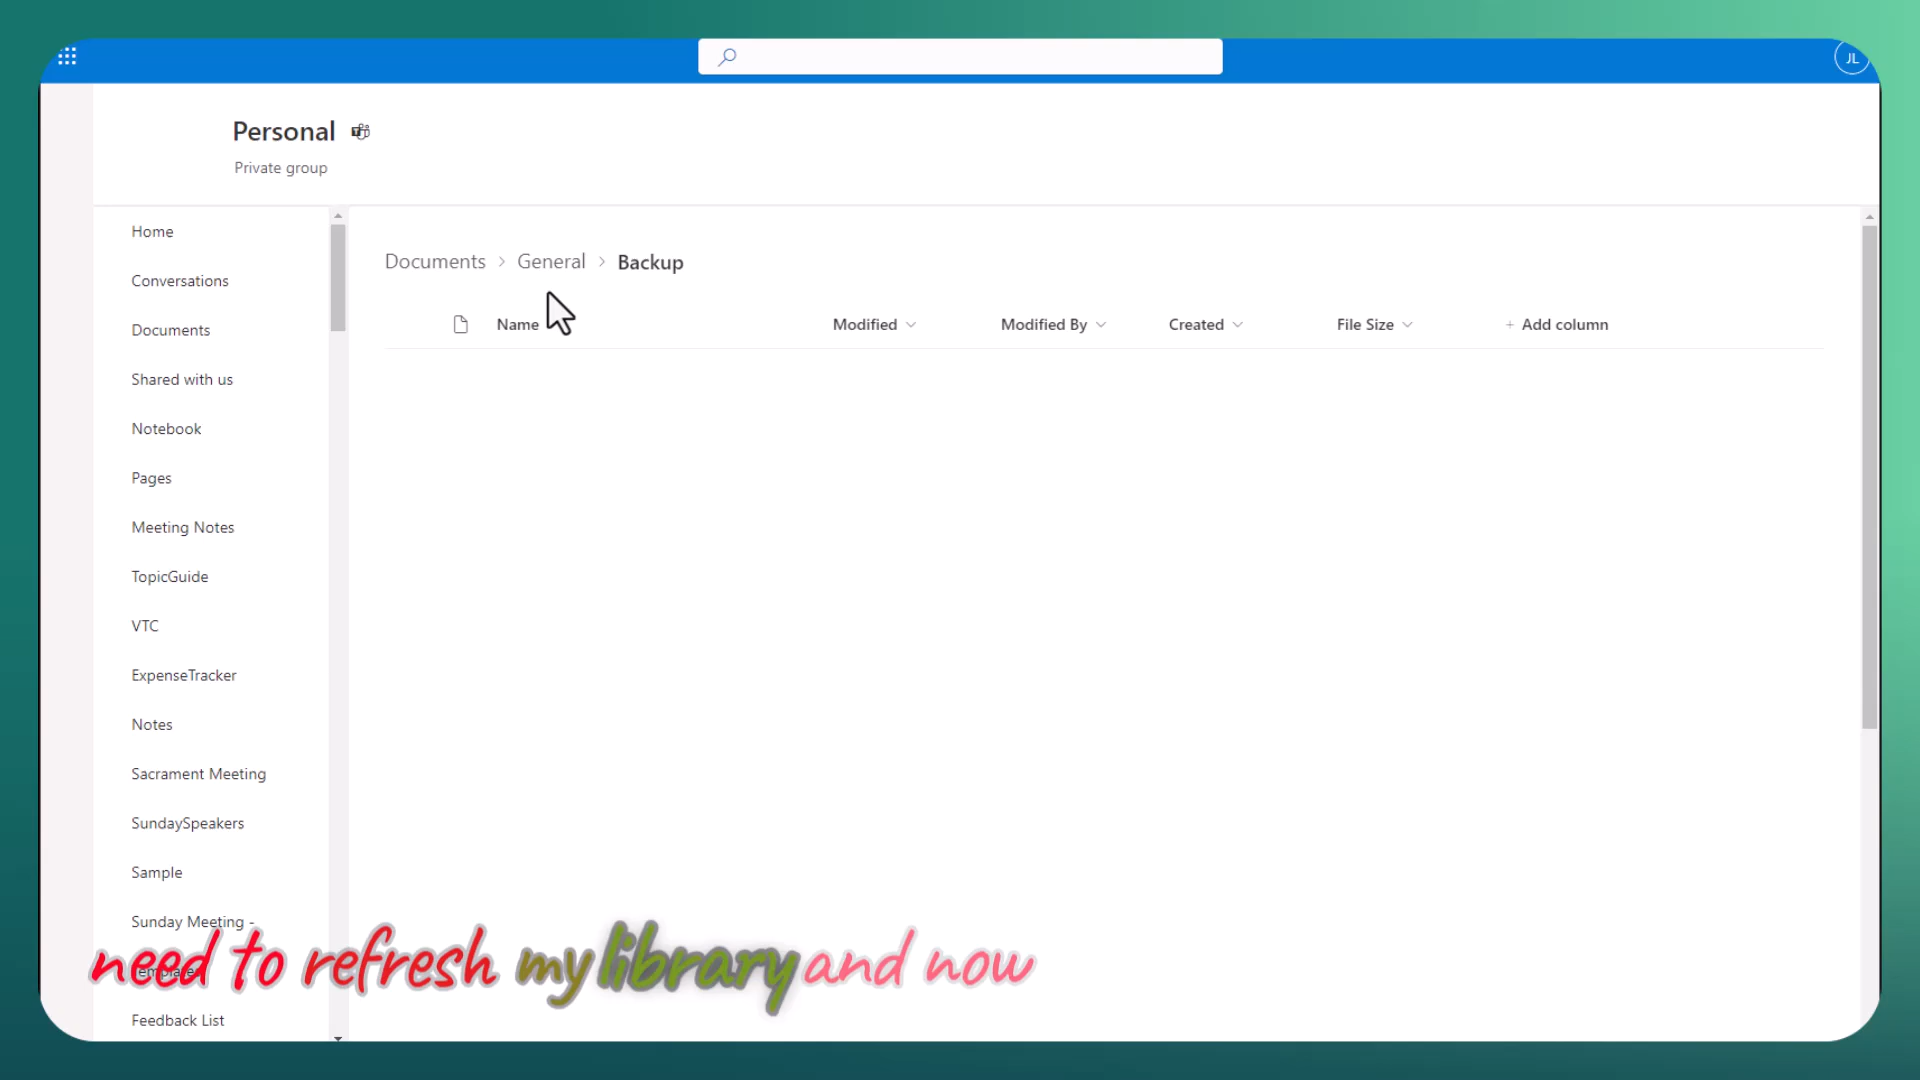 JL
Personal
Private group
Home
Conversations
Documents
Shared with us
Notebook
Pages
Meeting Notes
TopicGuide
VTC
ExpenseTracker
Notes
Sacrament Meeting
SundaySpeakers
Sample
Sunday Meeting -
Templates
Feedback List
Documents > General > Backup
Name Modified Modified By Created File Size + Add column
need to refresh my library and now